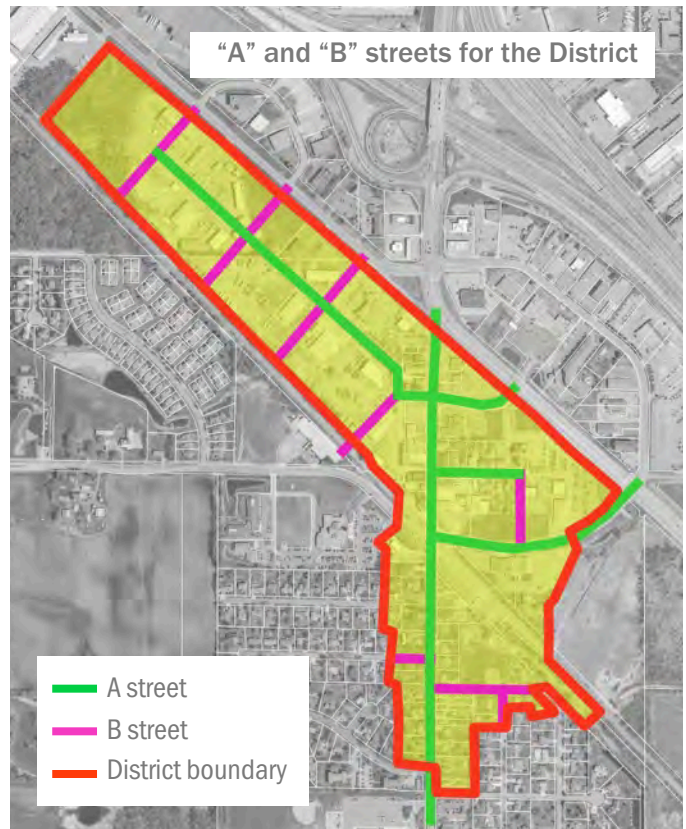 “A” and “B” streets for the District
A street
B street
District boundary